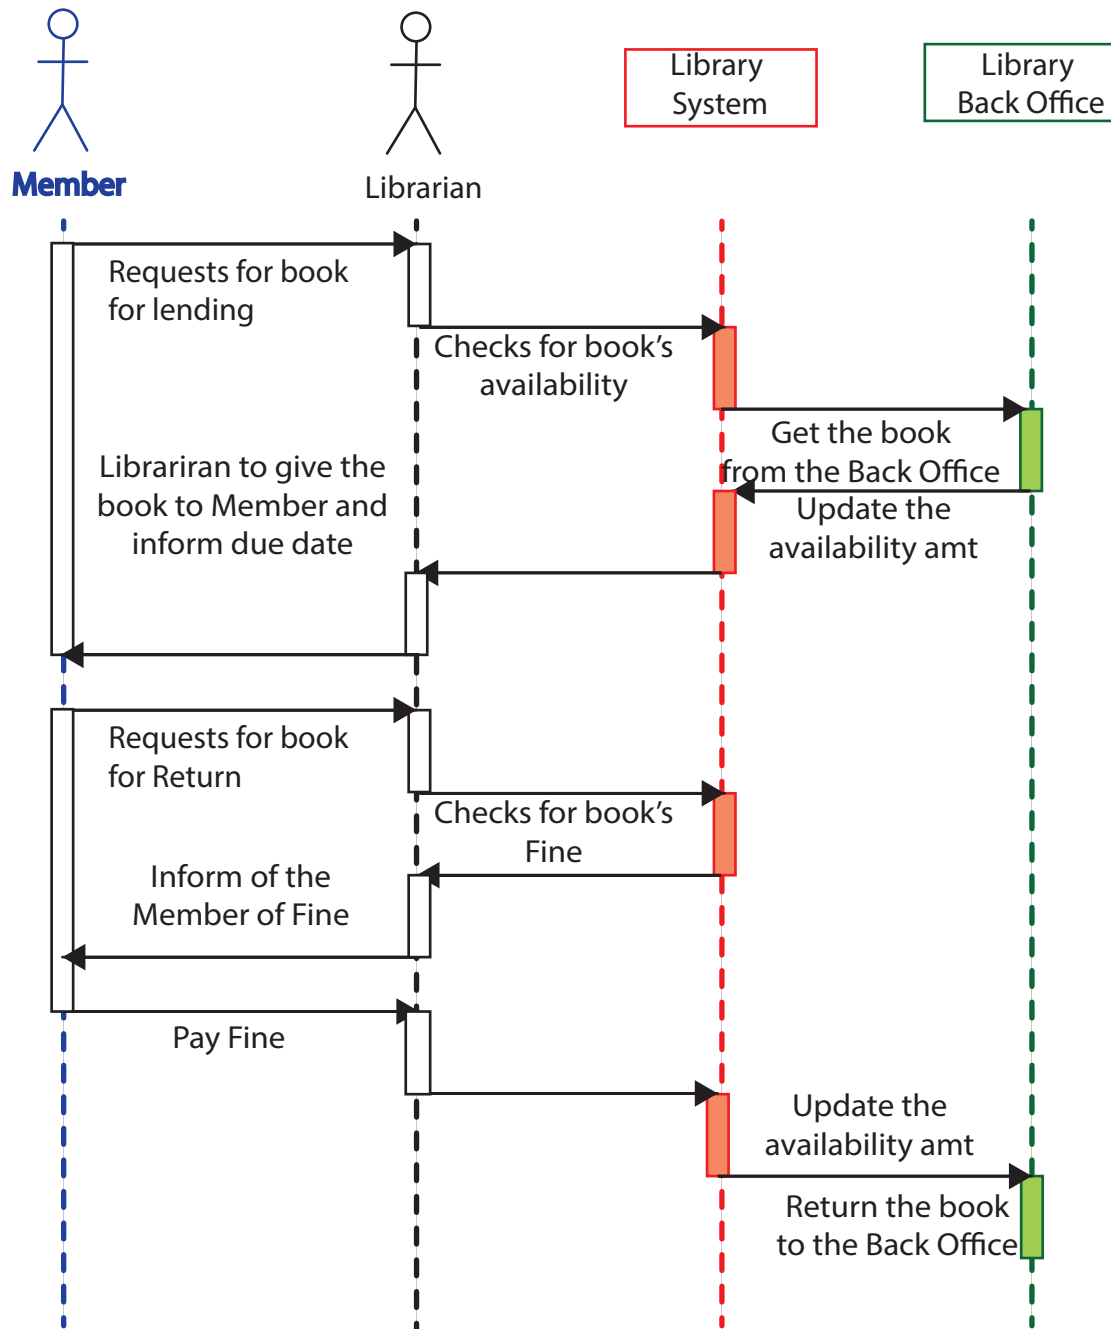 Library
System
Library
Back Office
Member
Librarian
Requests for book
for lending
Checks for book’s
availability
Get the book
from the Back Office
Librariran to give the
book to Member and
inform due date
Update the
availability amt
Requests for book
for Return
Checks for book’s
Fine
Inform of the
Member of Fine
Pay Fine
Update the
availability amt
Return the book
to the Back Office